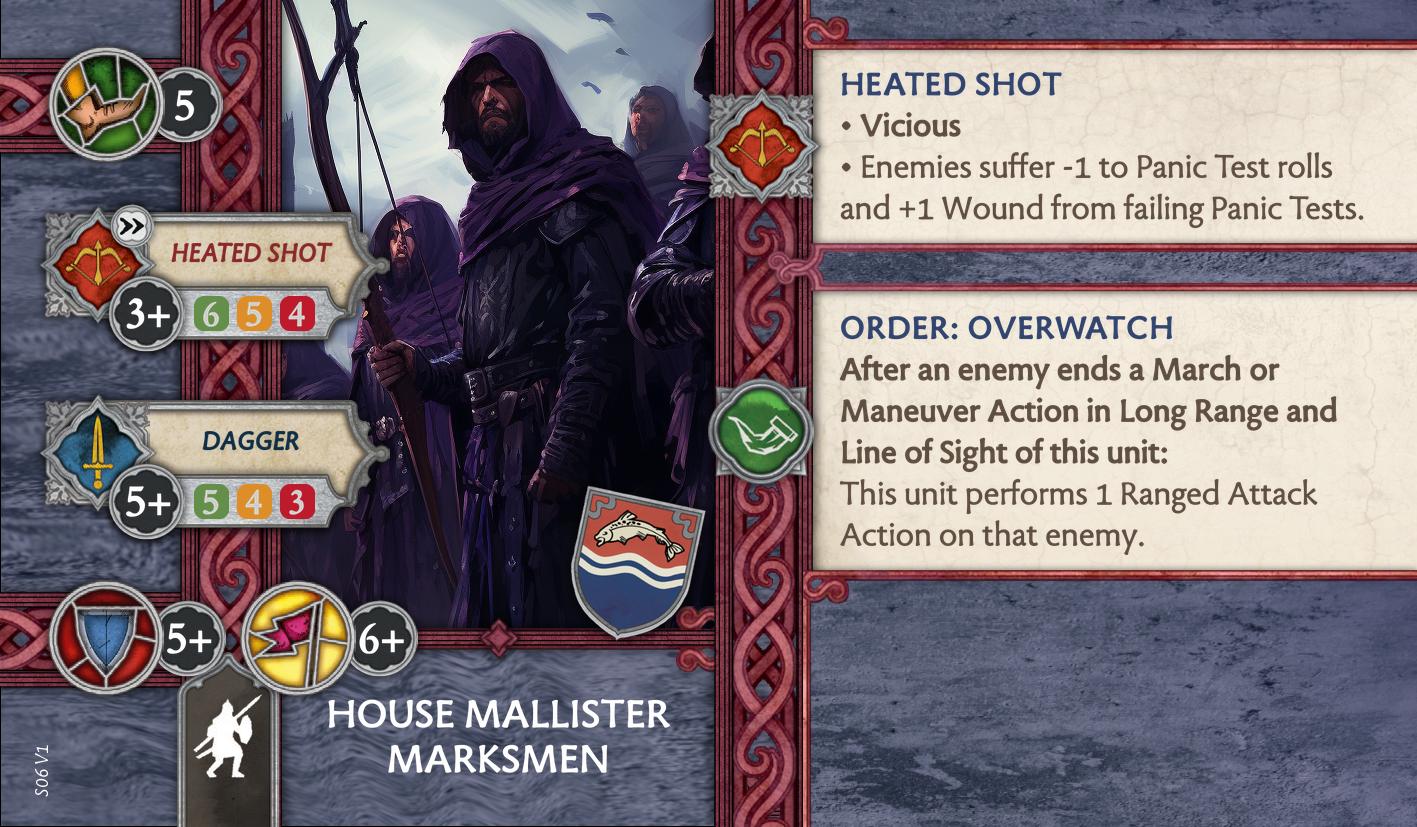 5
HEATED SHOT
3+ 6 5 4
DAGGER
5+ 5 4 3
5+ 6+
HOUSE MALLISTER
MARKSMEN
S06 V1
HEATED SHOT
• Vicious
• Enemies suffer -1 to Panic Test rolls
and +1 Wound from failing Panic Tests.
ORDER: OVERWATCH
After an enemy ends a March or
Maneuver Action in Long Range and
Line of Sight of this unit:
This unit performs 1 Ranged Attack
Action on that enemy.